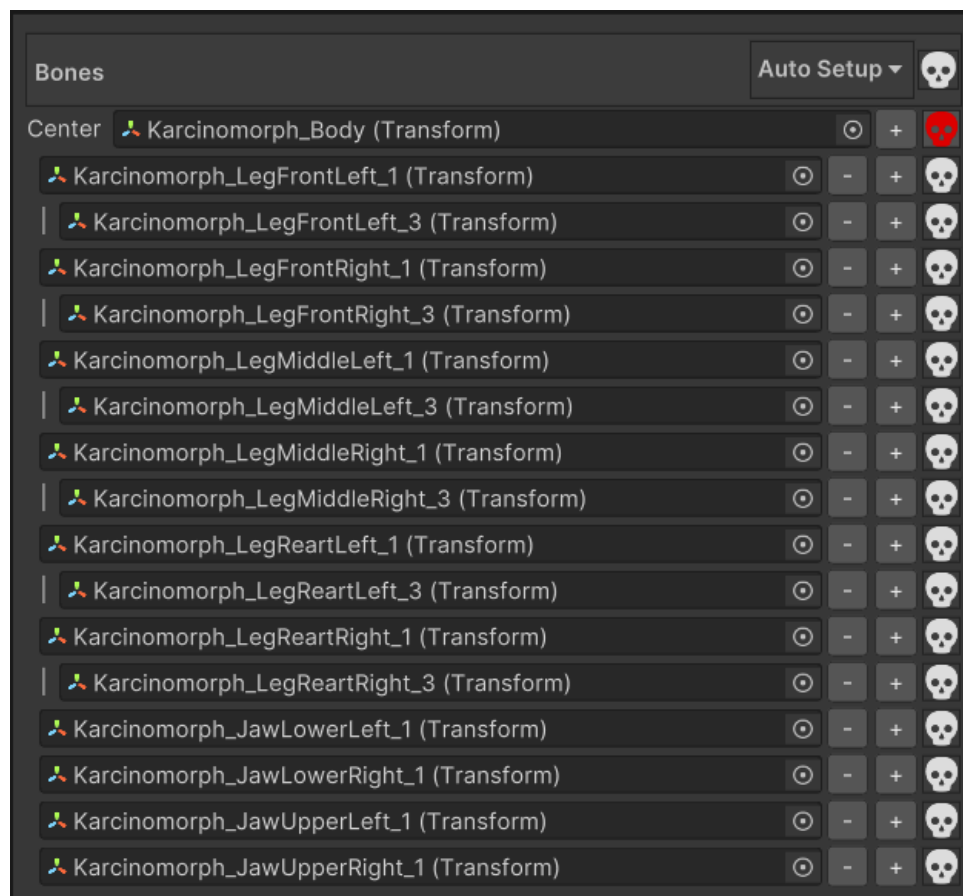 Bones
Auto Setup
Center Karcinomorph_Body (Transform) +
Karcinomorph_LegFrontLeft_1 (Transform) - +
Karcinomorph_LegFrontLeft_3 (Transform) - +
Karcinomorph_LegFrontRight_1 (Transform) - +
Karcinomorph_LegFrontRight_3 (Transform) - +
Karcinomorph_LegMiddleLeft_1 (Transform) - +
Karcinomorph_LegMiddleLeft_3 (Transform) - +
Karcinomorph_LegMiddleRight_1 (Transform) - +
Karcinomorph_LegMiddleRight_3 (Transform) - +
Karcinomorph_LegReartLeft_1 (Transform) - +
Karcinomorph_LegReartLeft_3 (Transform) - +
Karcinomorph_LegReartRight_1 (Transform) - +
Karcinomorph_LegReartRight_3 (Transform) - +
Karcinomorph_JawLowerLeft_1 (Transform) - +
Karcinomorph_JawLowerRight_1 (Transform) - +
Karcinomorph_JawUpperLeft_1 (Transform) - +
Karcinomorph_JawUpperRight_1 (Transform) - +